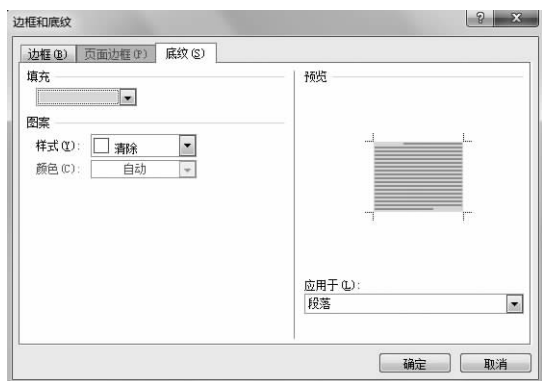 边框和底纹
边框(B) 页面边框(P) 底纹(S)
填充
预览
图案
样式(Y): 清除
颜色(C): 自动
应用于(L):
段落
确定 取消